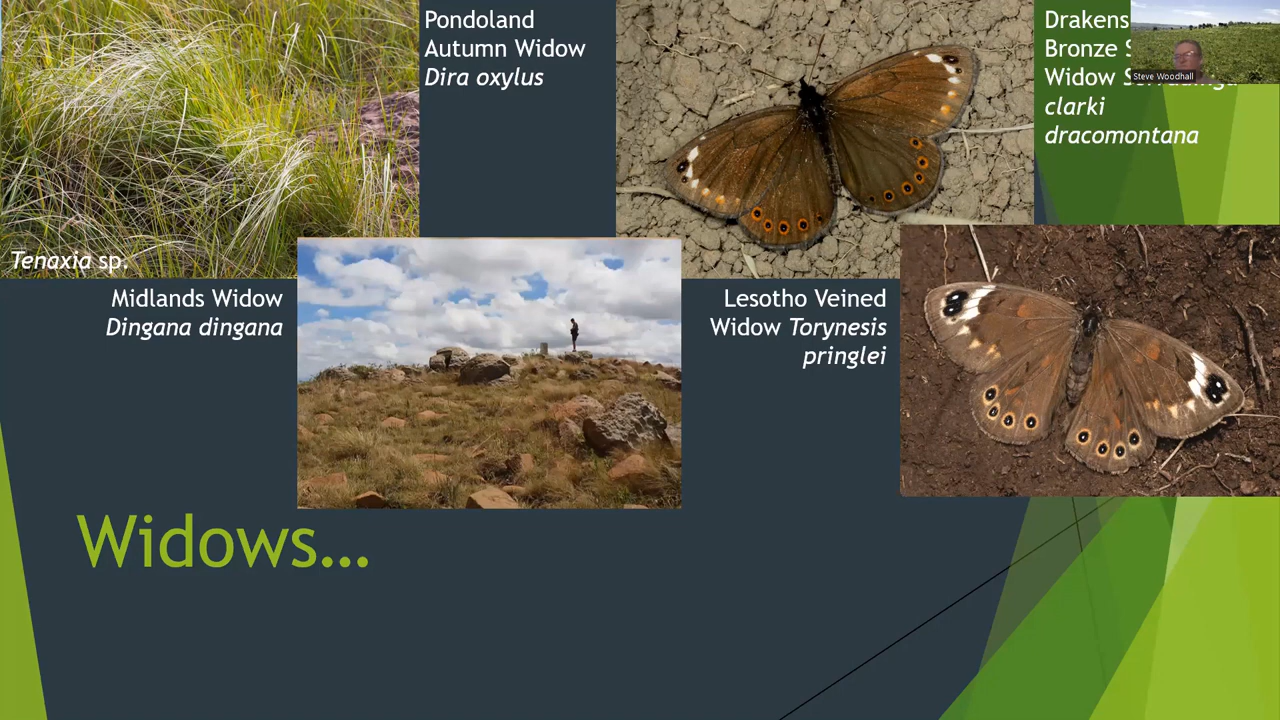 Pondoland
Autumn Widow
Dira oxylus
Drakens
Bronze
Widow
clarki
dracomontana
Steve Woodhall
Tenaxia sp.
Midlands Widow
Dingana dingana
Lesotho Veined
Widow Torynesis
pringlei
Widows...